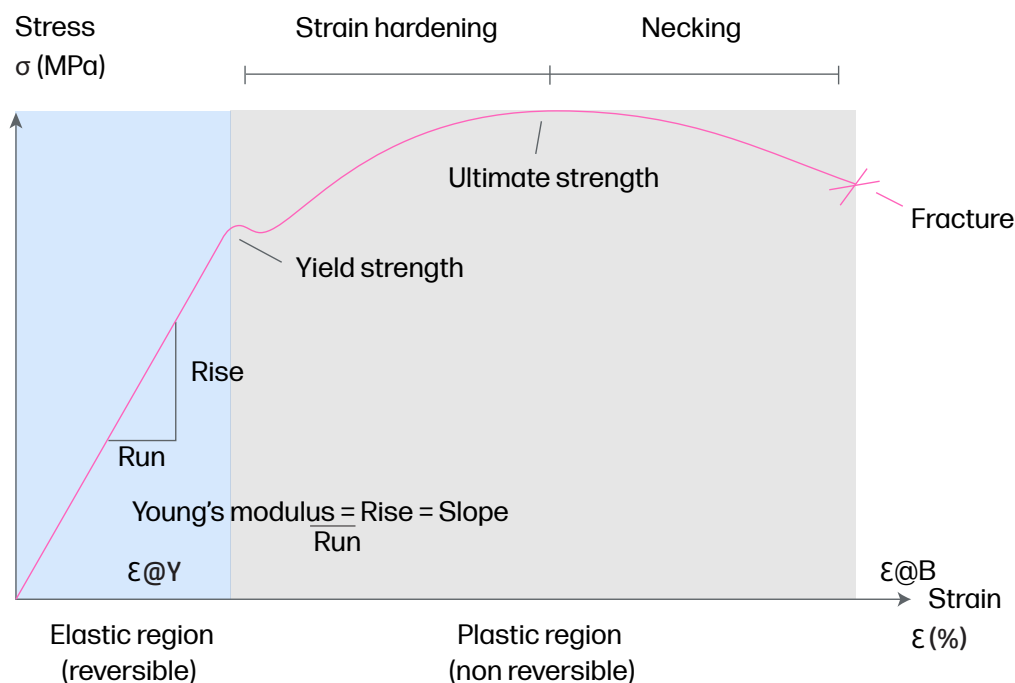 Stress
σ (MPa)
Strain hardening
Necking
Ultimate strength
Fracture
Yield strength
Rise
Run
Young's modulus = Rise = Slope
Run
ε@Y
ε@B
Strain
ε (%)
Elastic region
(reversible)
Plastic region
(non reversible)